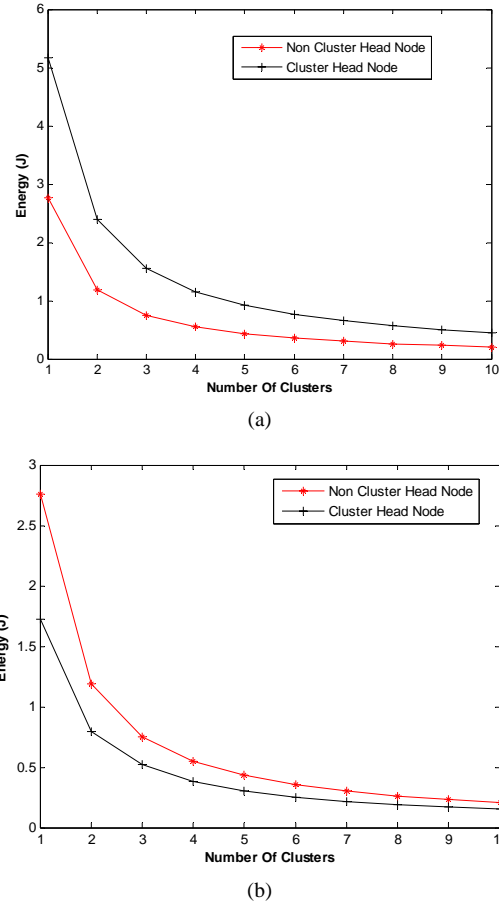 6
5
4
3
2
1
0
Energy (J)
Non Cluster Head Node
Cluster Head Node
1 2 3 4 5 6 7 8 9 10
Number Of Clusters
(a)
3
2.5
2
1.5
1
0.5
0
Energy (J)
Non Cluster Head Node
Cluster Head Node
1 2 3 4 5 6 7 8 9 1
Number Of Clusters
(b)